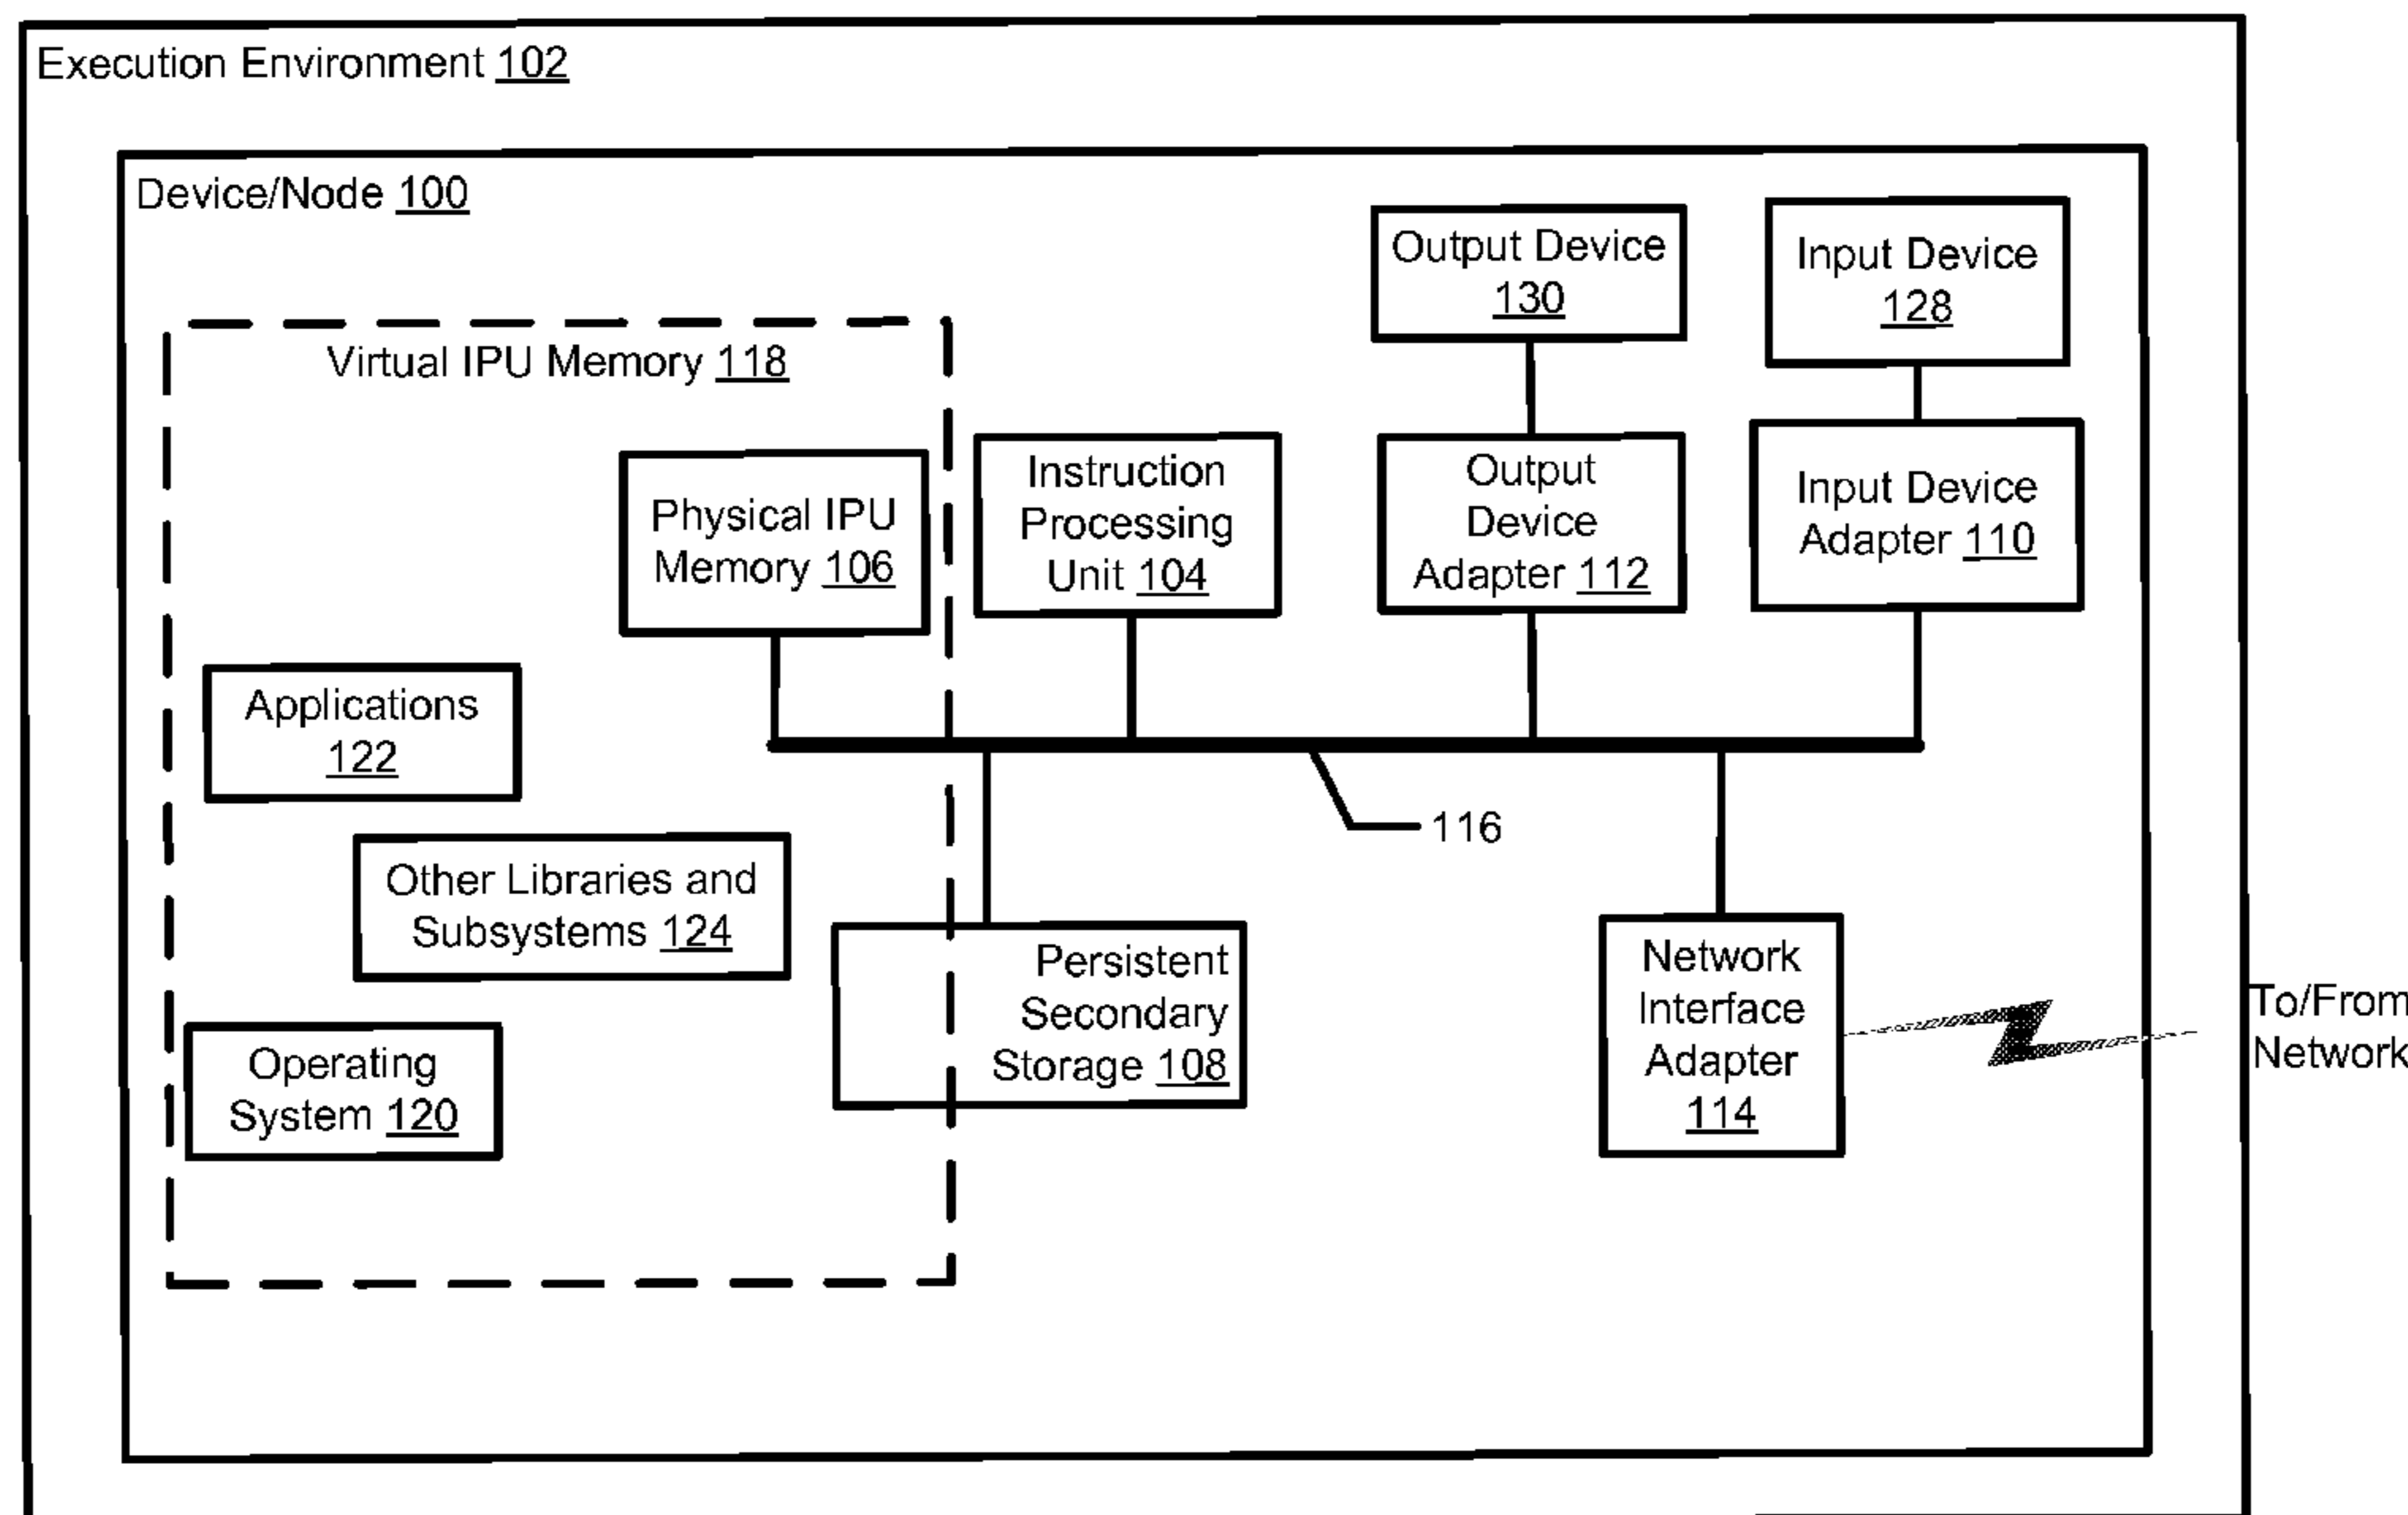 Execution Environment 102
Device/Node 100
Output Device
130
Input Device
128
Virtual IPU Memory 118
Physical IPU
Memory 106
Instruction
Processing
Unit 104
Output
Device
Adapter 112
Input Device
Adapter 110
Applications
122
116
Other Libraries and
Subsystems 124
Persistent
Secondary
Storage 108
Network
Interface
Adapter
114
To/From
Network
Operating
System 120